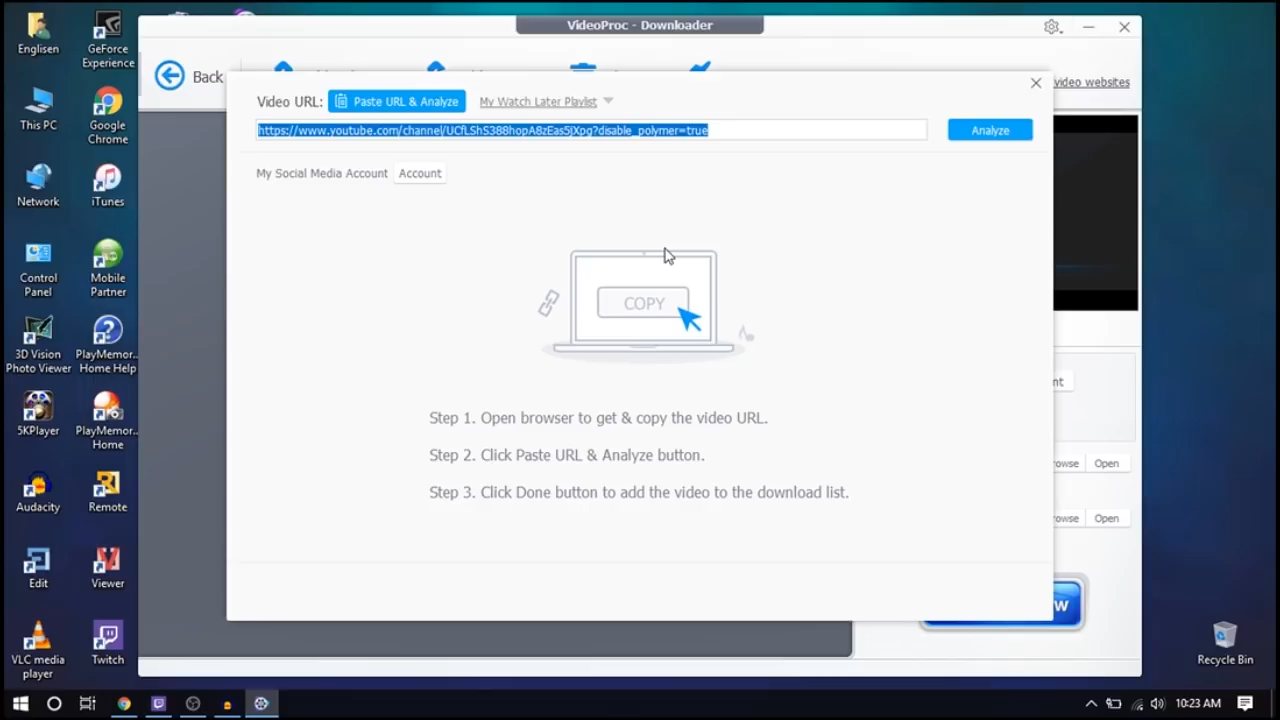 VideoProc - Downloader
Back
video websites
Video URL: Paste URL & Analyze My Watch Later Playlist
https://www.youtube.com/channel/UCfLShS388hopA8zEas5jXpg?disable_polymer=true
Analyze
My Social Media Account Account
COPY
Step 1. Open browser to get & copy the video URL.
Step 2. Click Paste URL & Analyze button.
Step 3. Click Done button to add the video to the download list.
nt
rowse Open
rowse Open
W
Englisen
GeForce
Experience
This PC
Google
Chrome
Network
iTunes
Control
Panel
Mobile
Partner
3D Vision
Photo Viewer
PlayMemor...
Home Help
5KPlayer
PlayMemor...
Home
Audacity
Remote
Edit
Viewer
VLC media
player
Twitch
Recycle Bin
10:23 AM